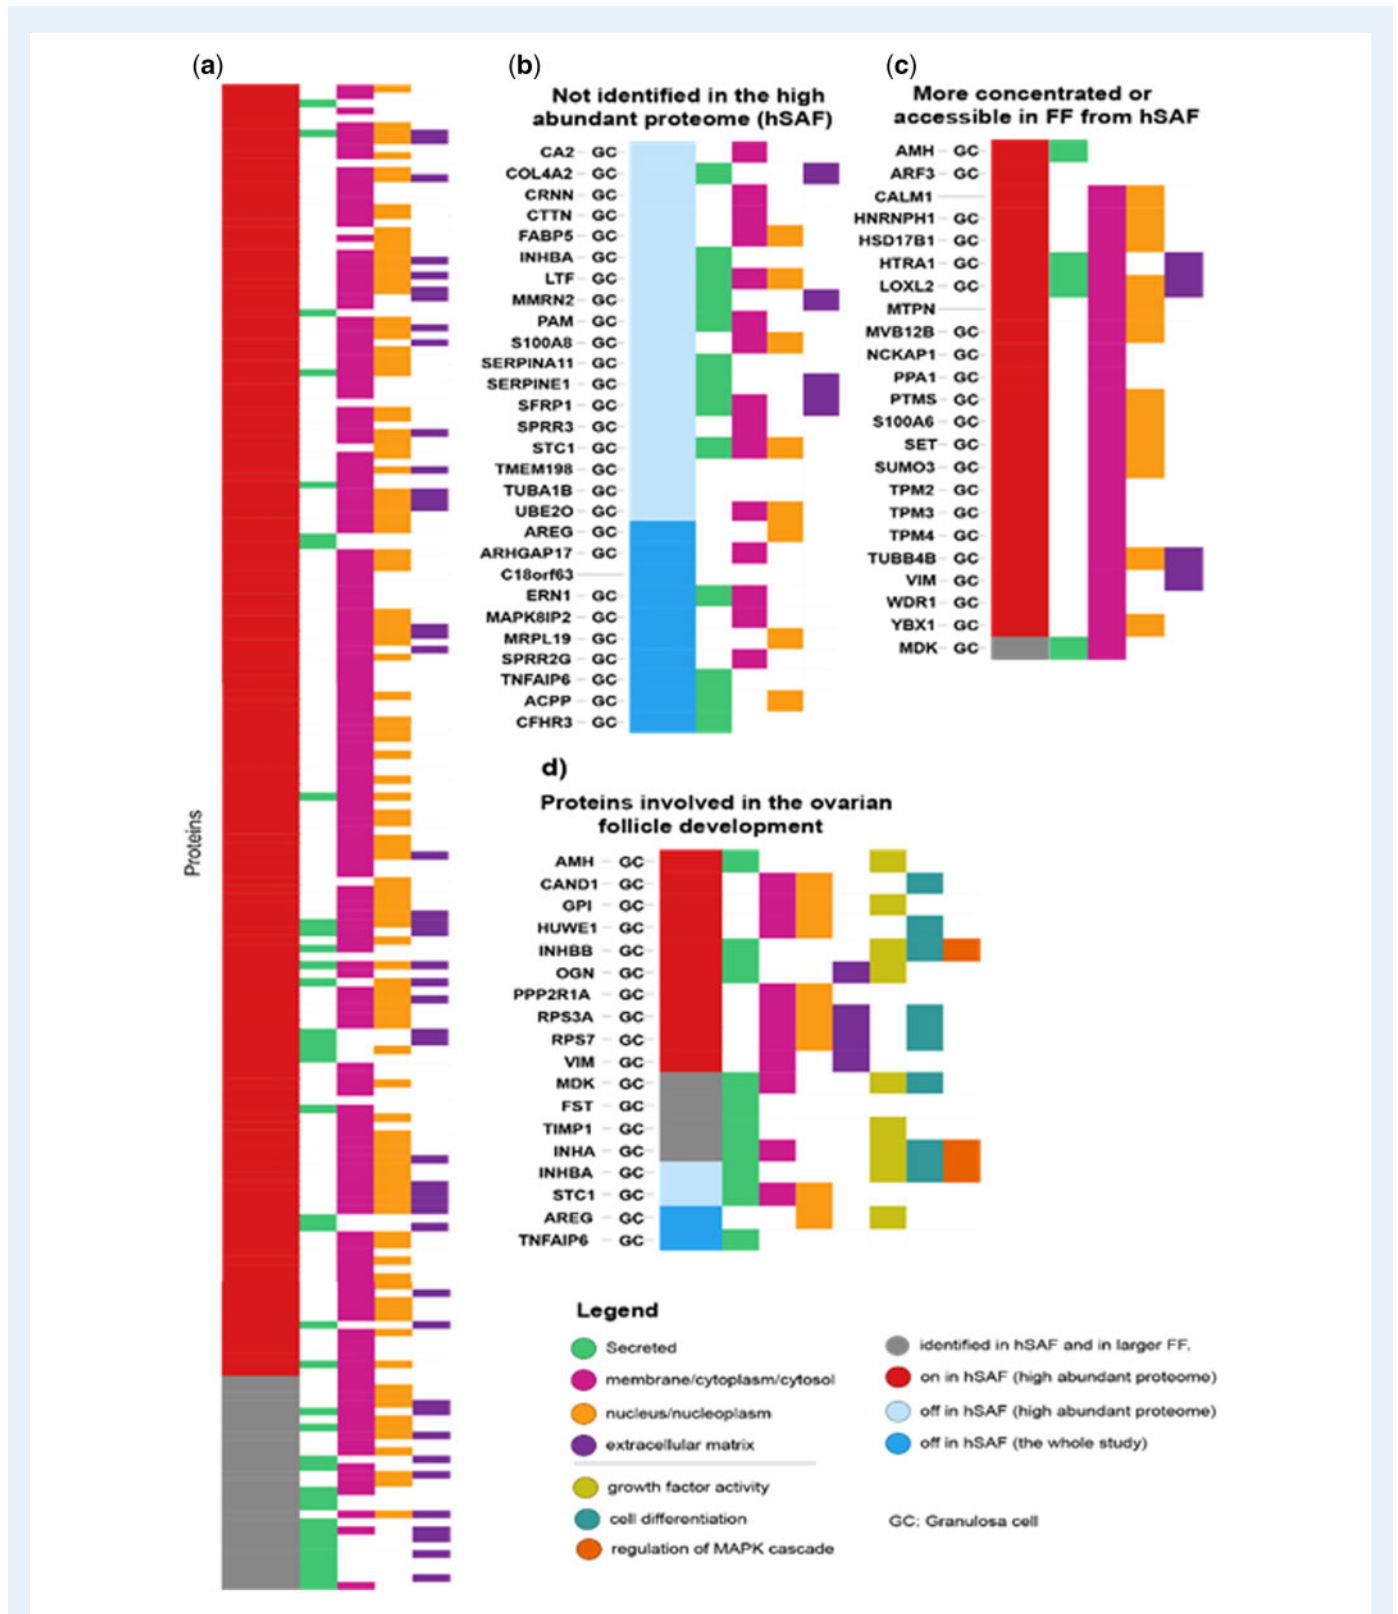 (a)
Proteins
(b)
Not identified in the high
abundant proteome (hSAF)
CA2 GC
COL4A2 GC
CRNN GC
CTTN GC
FABP5 GC
INHBA GC
LTF GC
MMRN2 GC
PAM GC
S100A8 GC
SERPINA11 GC
SERPINE1 GC
SFRP1 GC
SPRR3 GC
STC1 GC
TMEM198 GC
TUBA1B GC
UBE2O GC
AREG GC
ARHGAP17 GC
C18orf63
ERN1 GC
MAPK8IP2 GC
MRPL19 GC
SPRR2G GC
TNFAIP6 GC
ACPP GC
CFHR3 GC
(c)
More concentrated or
accessible in FF from hSAF
AMH GC
ARF3 GC
CALM1
HNRNPH1 GC
HSD17B1 GC
HTRA1 GC
LOXL2 GC
MTPN
MVB12B GC
NCKAP1 GC
PPA1 GC
PTMS GC
S100A6 GC
SET GC
SUMO3 GC
TPM2 GC
TPM3 GC
TPM4 GC
TUBB4B GC
VIM GC
WDR1 GC
YBX1 GC
MDK GC
d)
Proteins involved in the ovarian
follicle development
AMH GC
CAND1 GC
GPI GC
HUWE1 GC
INHBB GC
OGN GC
PPP2R1A GC
RPS3A GC
RPS7 GC
VIM GC
MDK GC
FST GC
TIMP1 GC
INHA GC
INHBA GC
STC1 GC
AREG GC
TNFAIP6 GC
Legend
Secreted
membrane/cytoplasm/cytosol
nucleus/nucleoplasm
extracellular matrix
growth factor activity
cell differentiation
regulation of MAPK cascade
identified in hSAF and in larger FF.
on in hSAF (high abundant proteome)
off in hSAF (high abundant proteome)
off in hSAF (the whole study)
GC: Granulosa cell